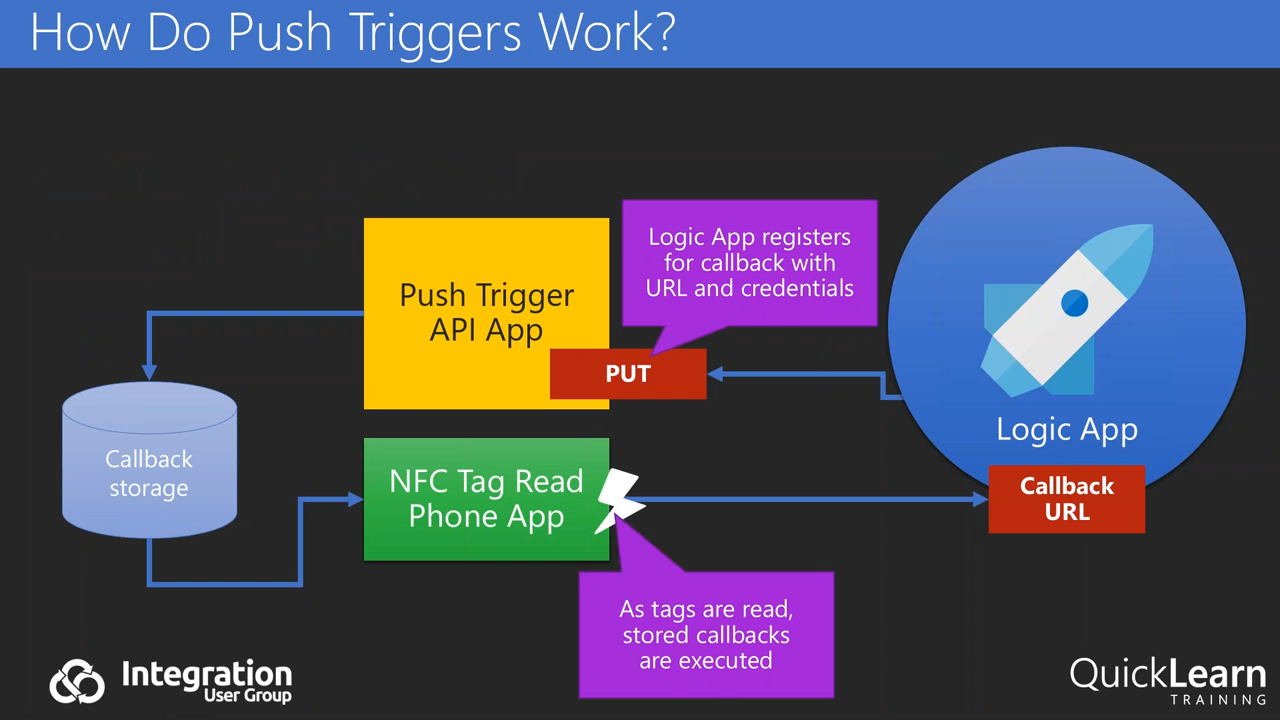 How Do Push Triggers Work?
Logic App registers
for callback with
URL and credentials
Push Trigger
API App
PUT
Logic App
Callback
URL
Callback
storage
NFC Tag Read
Phone App
As tags are read,
stored callbacks
are executed
Integration
User Group
QuickLearn
TRAINING